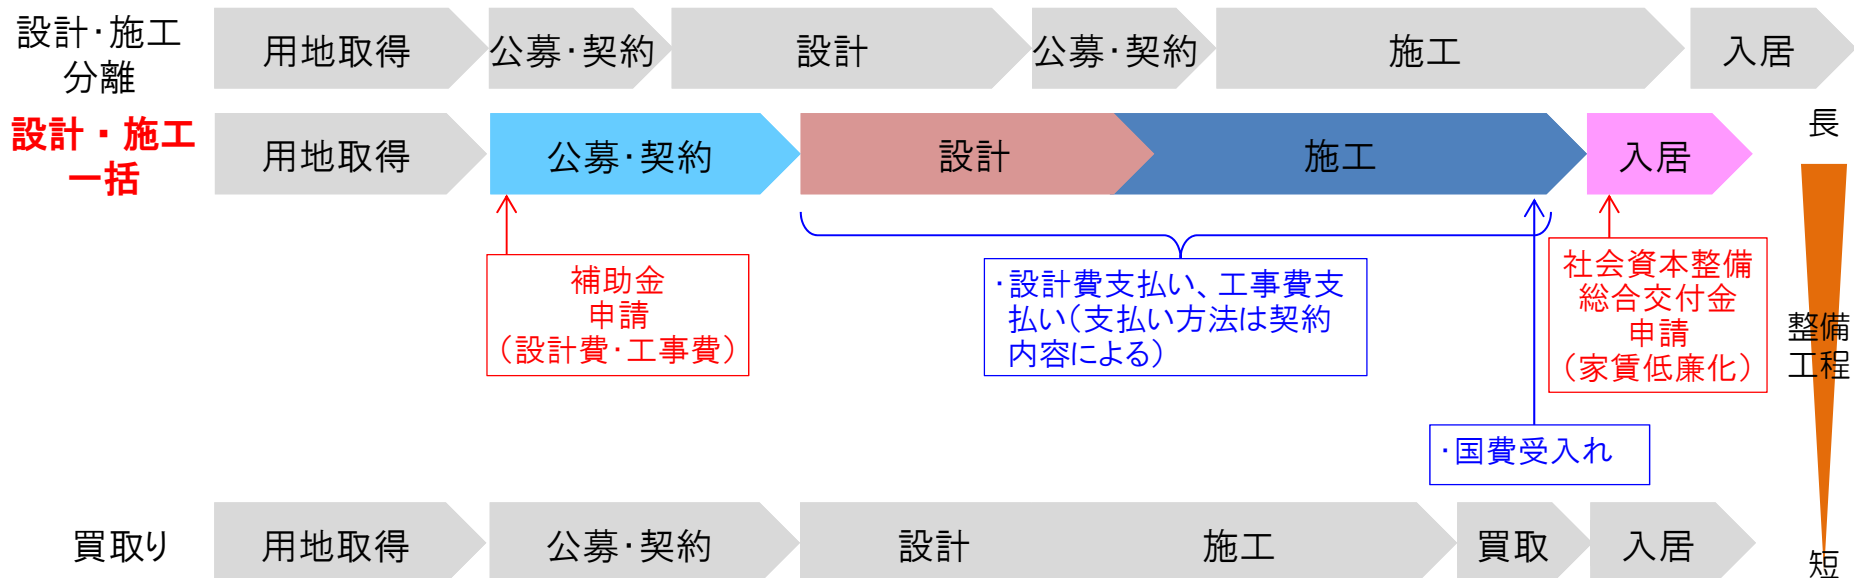 設計・施工
分離
用地取得
公募・契約
設計
公募・契約
施工
入居
設計・施工
一括
用地取得
公募・契約
設計
施工
入居
長
補助金
申請
（設計費・工事費）
・設計費支払い、工事費支
払い（支払い方法は契約
内容による）
社会資本整備
総合交付金
申請
（家賃低廉化）
整備
工程
・国費受入れ
買取り
用地取得
公募・契約
設計
施工
買取
入居
短